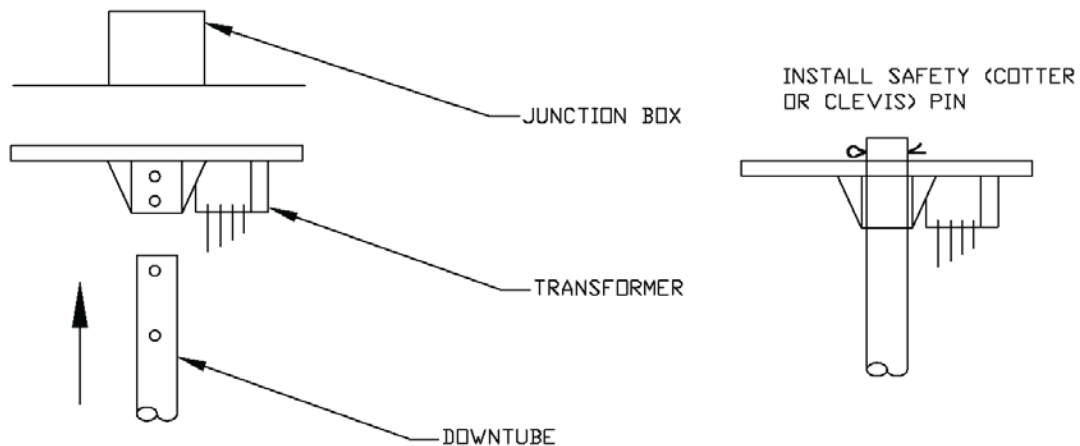 JUNCTION BOX
TRANSFORMER
DOWNTUBE
INSTALL SAFETY (COTTER
OR CLEVIS) PIN